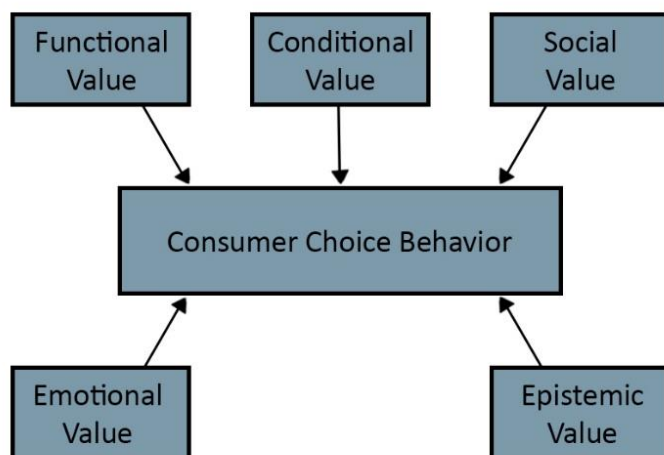 Functional
Value
Conditional
Value
Social
Value
Consumer Choice Behavior
Emotional
Value
Epistemic
Value